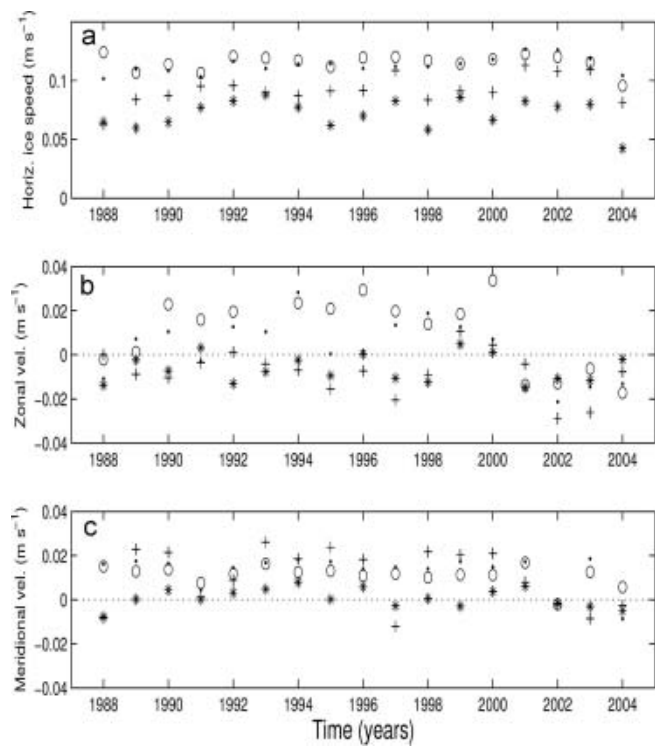 a
Horiz. ice speed (m s⁻¹)
0.1
0.05
0
1988 1990 1992 1994 1996 1998 2000 2002 2004
b
Zonal vel. (m s⁻¹)
0.04
0.02
0
−0.02
−0.04
1988 1990 1992 1994 1996 1998 2000 2002 2004
c
Meridional vel. (m s⁻¹)
0.04
0.02
0
−0.02
−0.04
1988 1990 1992 1994 1996 1998 2000 2002 2004
Time (years)